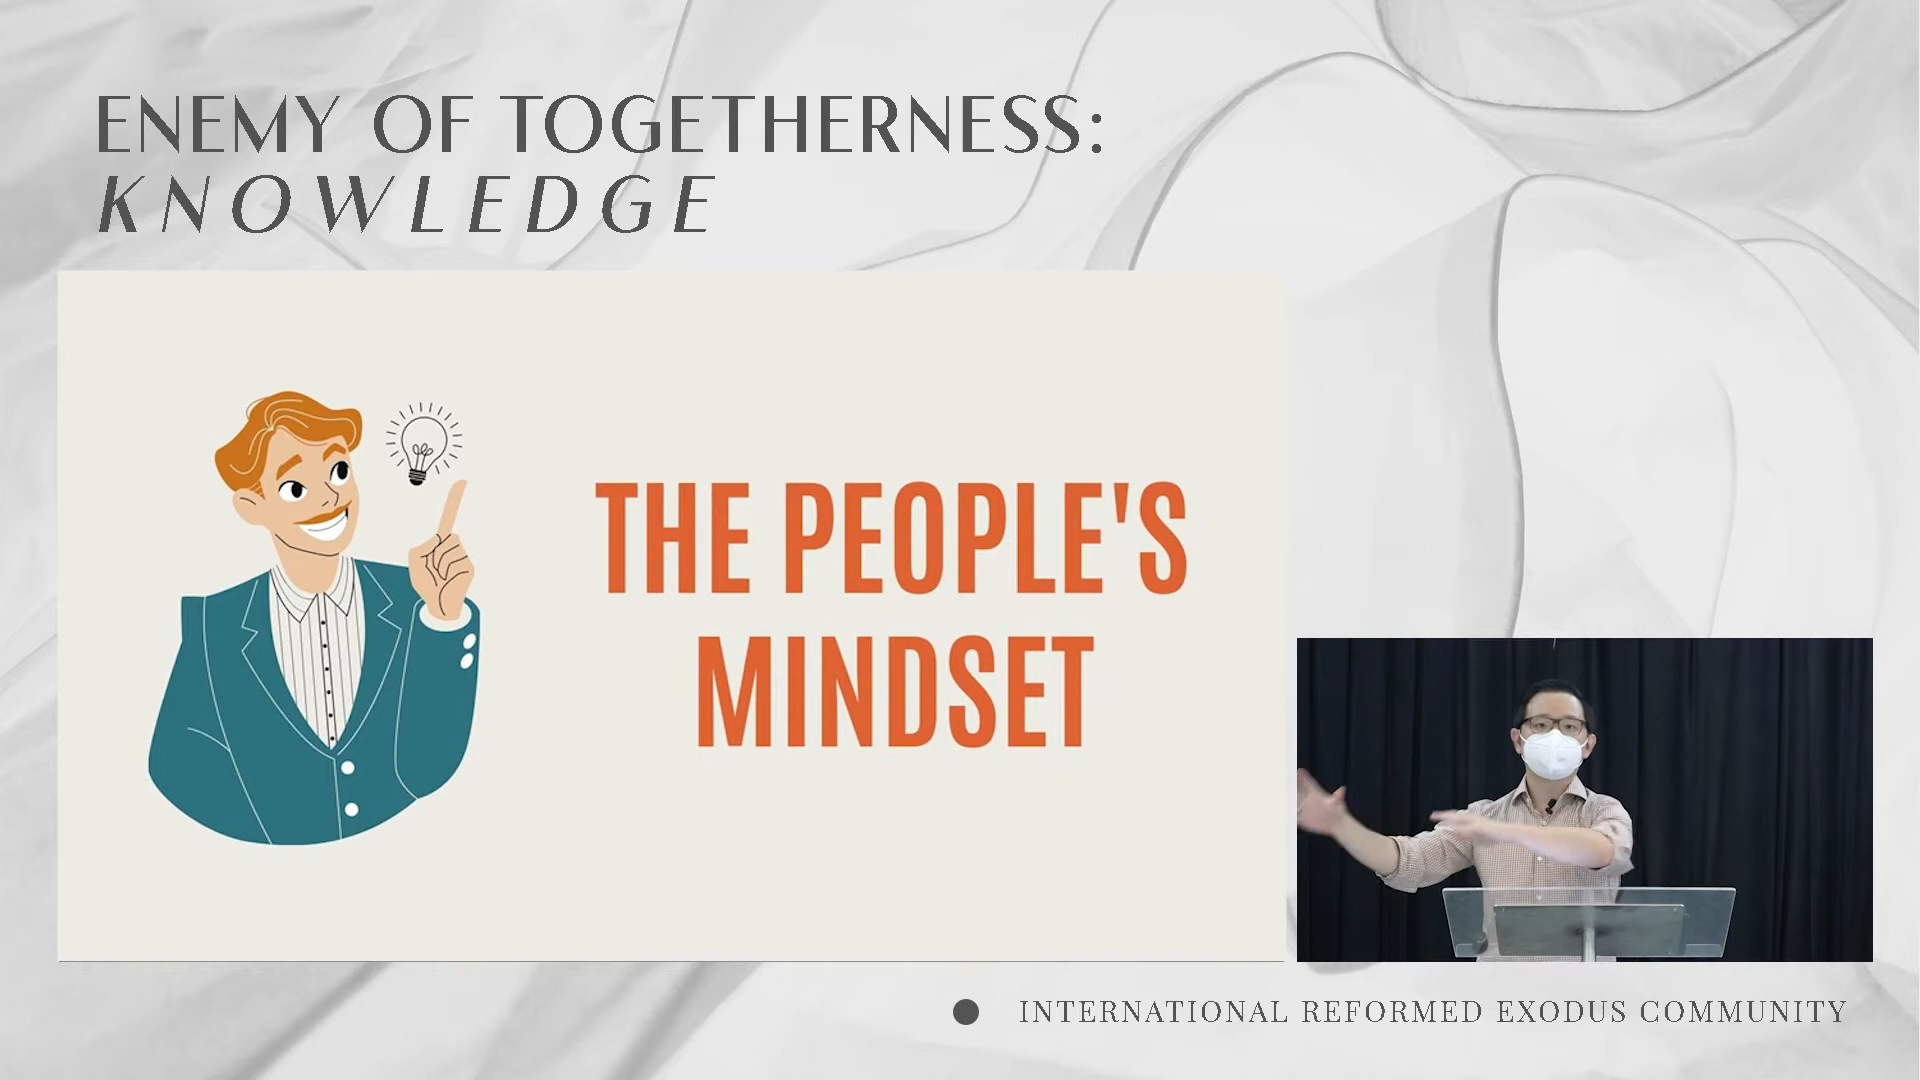 ENEMY OF TOGETHERNESS:
KNOWLEDGE
THE PEOPLE'S
MINDSET
INTERNATIONAL REFORMED EXODUS COMMUNITY